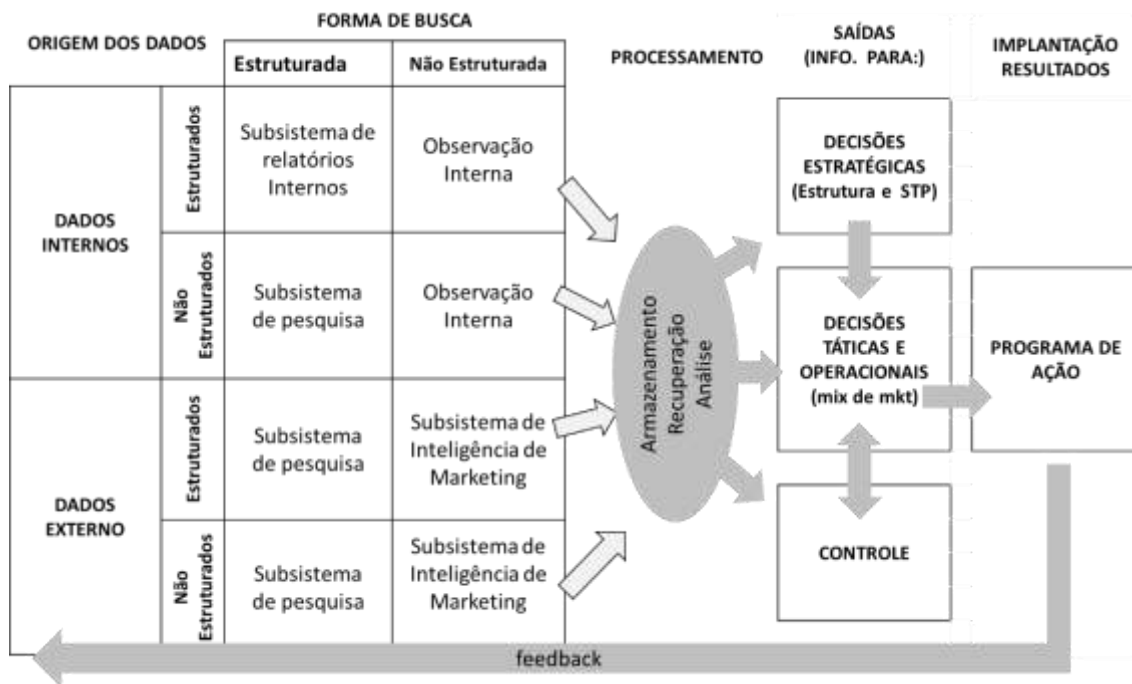 FORMA DE BUSCA
ORIGEM DOS DADOS
Estruturada
Não Estruturada
PROCESSAMENTO
SAÍDAS
(INFO. PARA:)
IMPLANTAÇÃO
RESULTADOS
DADOS
INTERNOS
Estruturados
Subsistema de
relatórios
Internos
Observação
Interna
Não
Estruturados
Subsistema
de pesquisa
Observação
Interna
DADOS
EXTERNO
Estruturados
Subsistema
de pesquisa
Subsistema de
Inteligência de
Marketing
Não
Estruturados
Subsistema
de pesquisa
Subsistema de
Inteligência de
Marketing
Armazenamento
Recuperação
Análise
DECISÕES
ESTRATÉGICAS
(Estrutura e STP)
DECISÕES
TÁTICAS E
OPERACIONAIS
(mix de mkt)
CONTROLE
PROGRAMA DE
AÇÃO
feedback